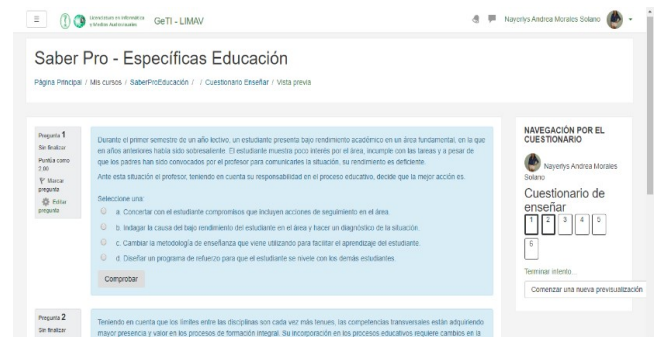 Licenciatura en Informática
y Medios Audiovisuales
GeTI - LIMAV
Nayerlys Andrea Morales Solano
Saber Pro - Específicas Educación
Página Principal / Mis cursos / SaberProEducación / / Cuestionario Enseñar / Vista previa
Pregunta 1
Sin finalizar
Puntúa como
2,00
Marcar
pregunta
Editar
pregunta
Durante el primer semestre de un año lectivo, un estudiante presenta bajo rendimiento académico en un área fundamental, en la que
en años anteriores había sido sobresaliente. El estudiante muestra poco interés por el área, incumple con las tareas y a pesar de
que los padres han sido convocados por el profesor para comunicarles la situación, su rendimiento es deficiente.
Ante esta situación el profesor, teniendo en cuenta su responsabilidad en el proceso educativo, decide que la mejor acción es.
Seleccione una:
a. Concertar con el estudiante compromisos que incluyen acciones de seguimiento en el área.
b. Indagar la causa del bajo rendimiento del estudiante en el área y hacer un diagnóstico de la situación.
c. Cambiar la metodología de enseñanza que viene utilizando para facilitar el aprendizaje del estudiante.
d. Diseñar un programa de refuerzo para que el estudiante se nivele con los demás estudiantes.
Comprobar
Pregunta 2
Sin finalizar
Teniendo en cuenta que los límites entre las disciplinas son cada vez más tenues, las competencias transversales están adquiriendo
mayor presencia y valor en los procesos de formación integral. Su incorporación en los procesos educativos requiere cambios en la
NAVEGACIÓN POR EL
CUESTIONARIO
Nayerlys Andrea Morales
Solano
Cuestionario de
enseñar
1 2 3 4 5
6
Terminar intento...
Comenzar una nueva previsualización